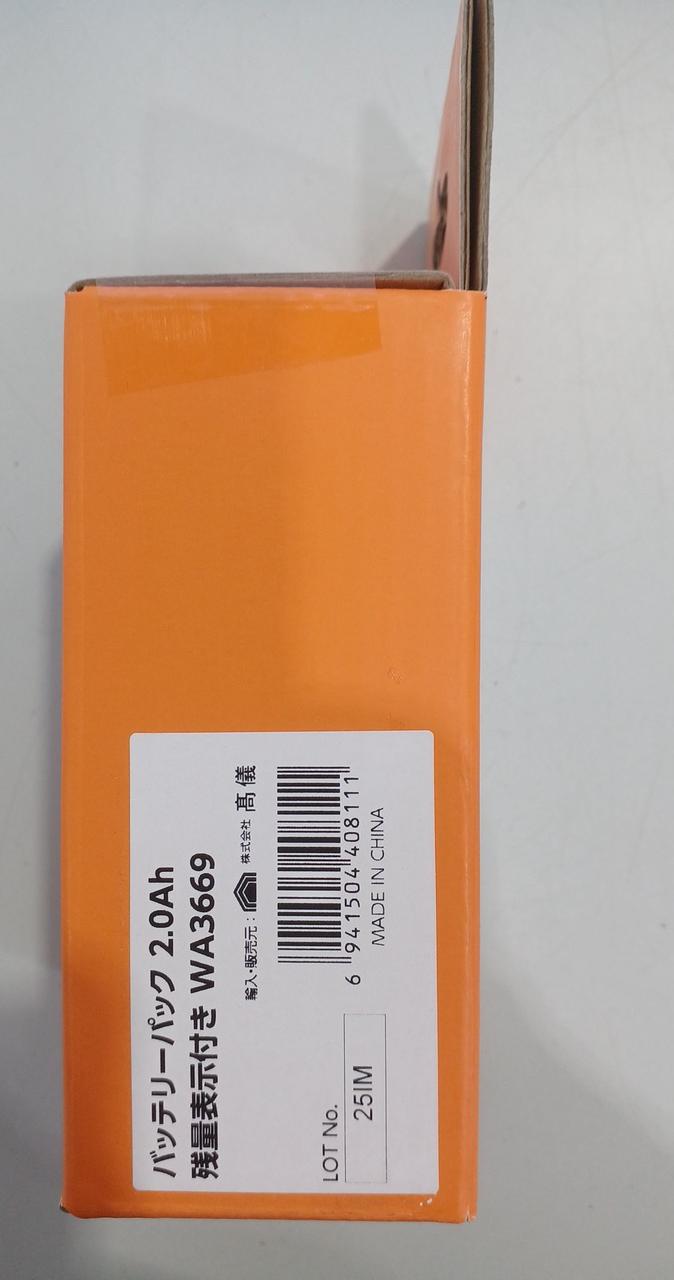 バッテリーパック 2.0Ah
残量表示付き WA3669
輸入・販売元： 株式会社 髙儀
6 941504 408111
MADE IN CHINA
LOT No.
25IM